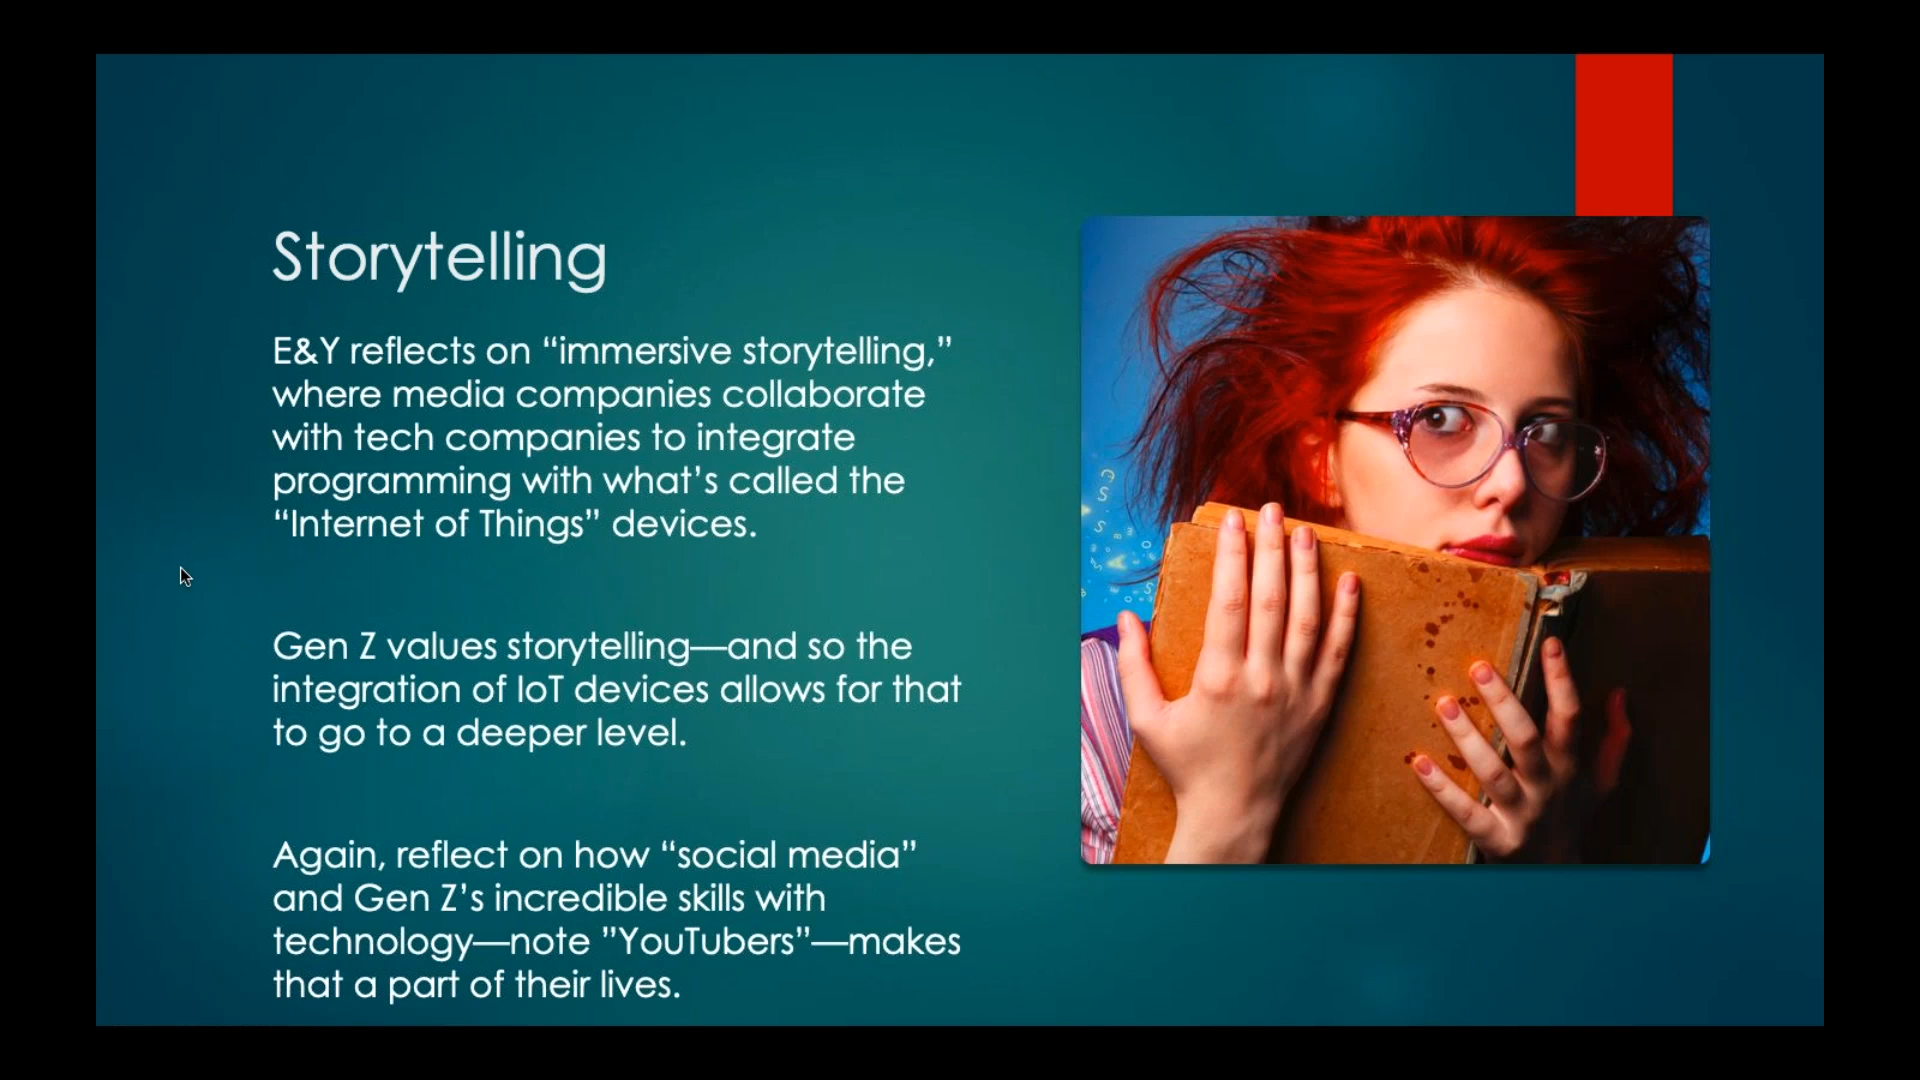 Storytelling
E&Y reflects on “immersive storytelling,”
where media companies collaborate
with tech companies to integrate
programming with what’s called the
“Internet of Things” devices.
Gen Z values storytelling—and so the
integration of IoT devices allows for that
to go to a deeper level.
Again, reflect on how “social media”
and Gen Z’s incredible skills with
technology—note ”YouTubers”—makes
that a part of their lives.